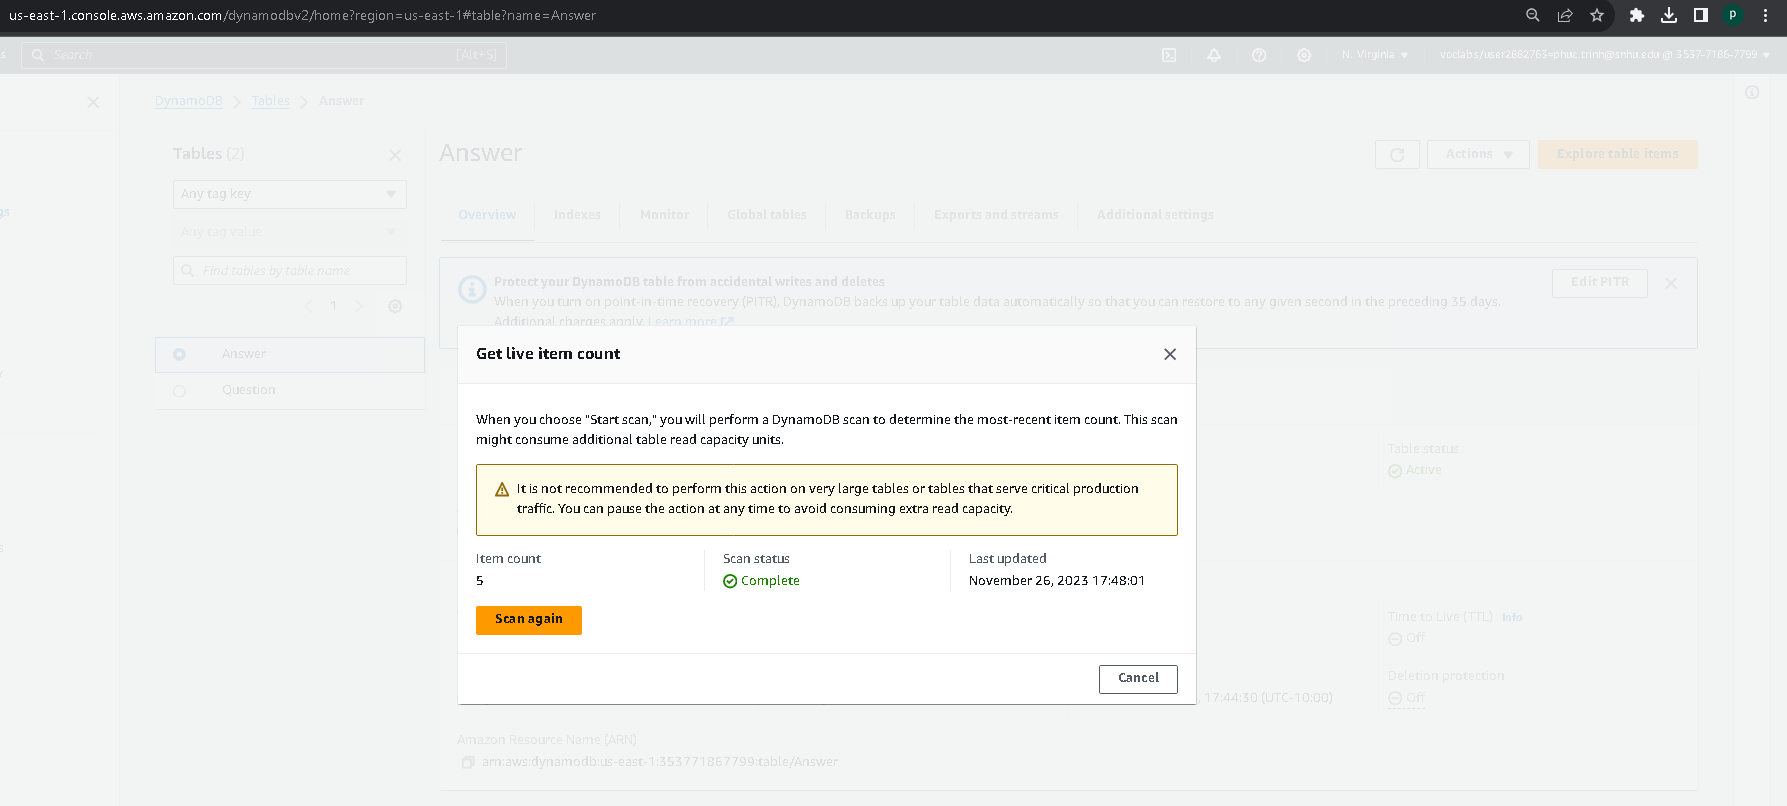 us-east-1.console.aws.amazon.com/dynamodbv2/home?region=us-east-1#table?name=Answer
p
s
Search
[Alt+S]
N. Virginia
voclabs/user2882763=phuc.trinh@snhu.edu @ 3537-7186-7799
DynamoDB
Tables
Answer
Tables (2)
Answer
Actions
Explore table items
Any tag key
gs
Any tag value
Overview
Indexes
Monitor
Global tables
Backups
Exports and streams
Additional settings
Find tables by table name
1
Protect your DynamoDB table from accidental writes and deletes
When you turn on point-in-time recovery (PITR), DynamoDB backs up your table data automatically so that you can restore to any given second in the preceding 35 days.
Additional charges apply. Learn more
Edit PITR
Answer
Question
Get live item count
When you choose "Start scan," you will perform a DynamoDB scan to determine the most-recent item count. This scan
might consume additional table read capacity units.
It is not recommended to perform this action on very large tables or tables that serve critical production
traffic. You can pause the action at any time to avoid consuming extra read capacity.
Item count
5
Scan status
Complete
Last updated
November 26, 2023 17:48:01
Scan again
Cancel
Table status
Active
Time to Live (TTL) Info
Off
Deletion protection
Off
, 17:44:30 (UTC-10:00)
Amazon Resource Name (ARN)
arn:aws:dynamodb:us-east-1:353771867799:table/Answer